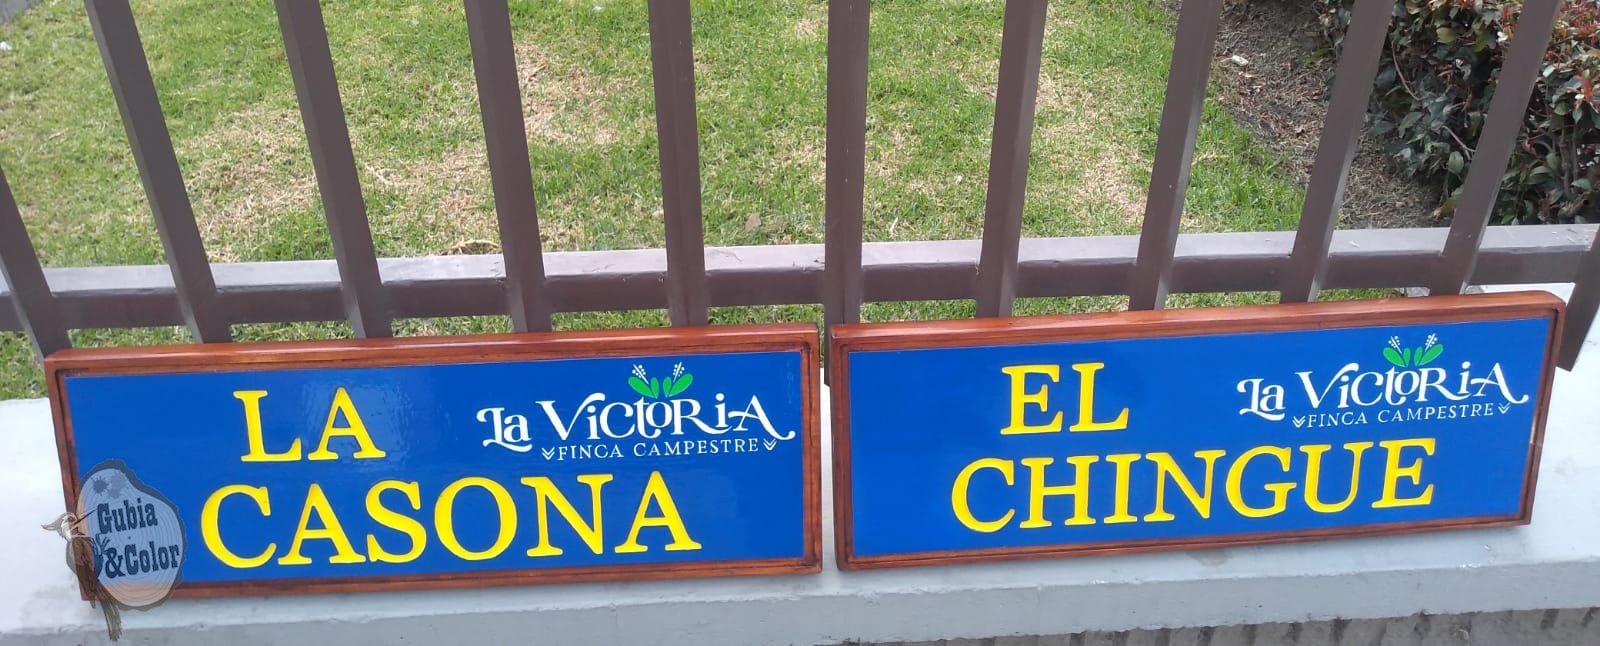 LA
CASONA
La Victoria
FINCA CAMPESTRE
EL
CHINGUE
La Victoria
FINCA CAMPESTRE
Gubia
&Color